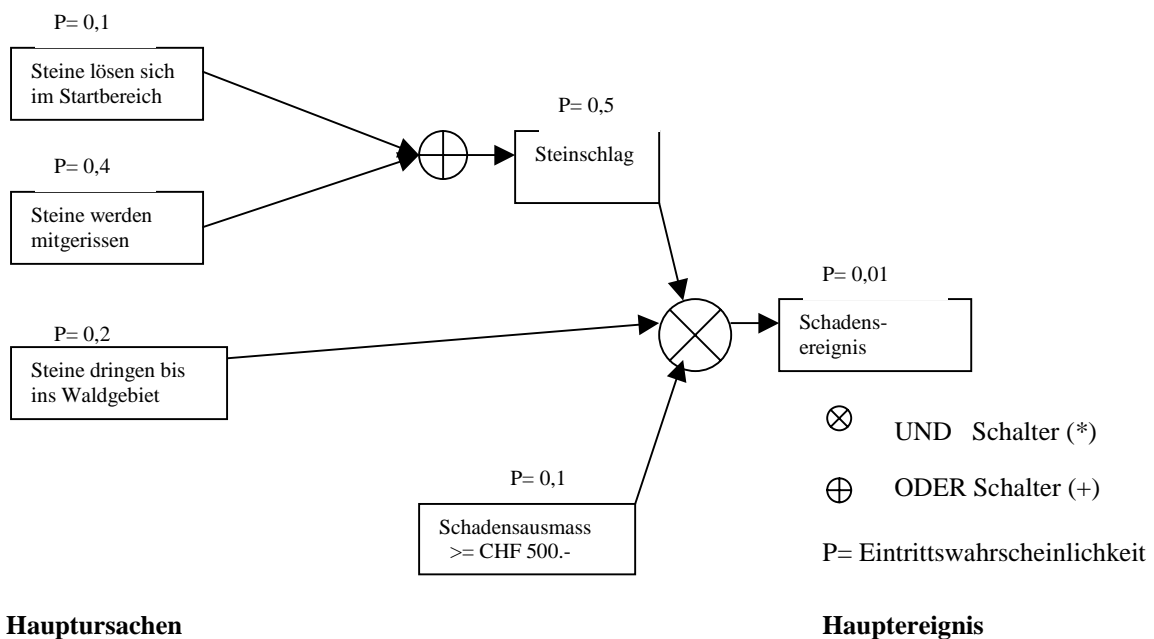 P= 0,1
Steine lösen sich
im Startbereich
P= 0,5
Steinschlag
P= 0,4
Steine werden
mitgerissen
P= 0,01
Schadens-
ereignis
P= 0,2
Steine dringen bis
ins Waldgebiet
UND Schalter (*)
P= 0,1
ODER Schalter (+)
Schadensausmass
>= CHF 500.-
P= Eintrittswahrscheinlichkeit
Hauptursachen
Hauptereignis